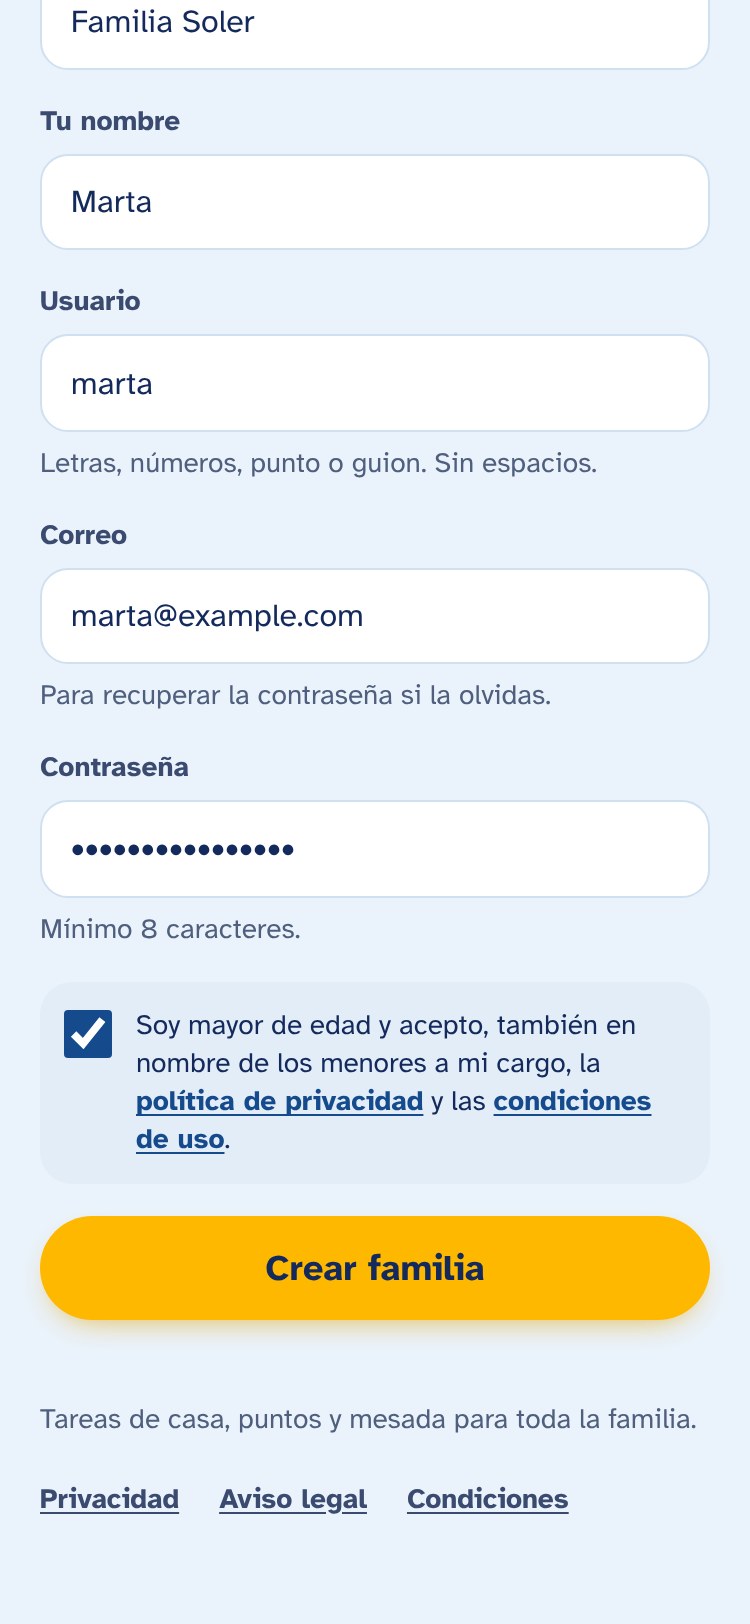 Familia Soler
Tu nombre
Marta
Usuario
marta
Letras, números, punto o guion. Sin espacios.
Correo
marta@example.com
Para recuperar la contraseña si la olvidas.
Contraseña
••••••••••••••••
Mínimo 8 caracteres.
Soy mayor de edad y acepto, también en
nombre de los menores a mi cargo, la
política de privacidad y las condiciones
de uso.
Crear familia
Tareas de casa, puntos y mesada para toda la familia.
Privacidad Aviso legal Condiciones